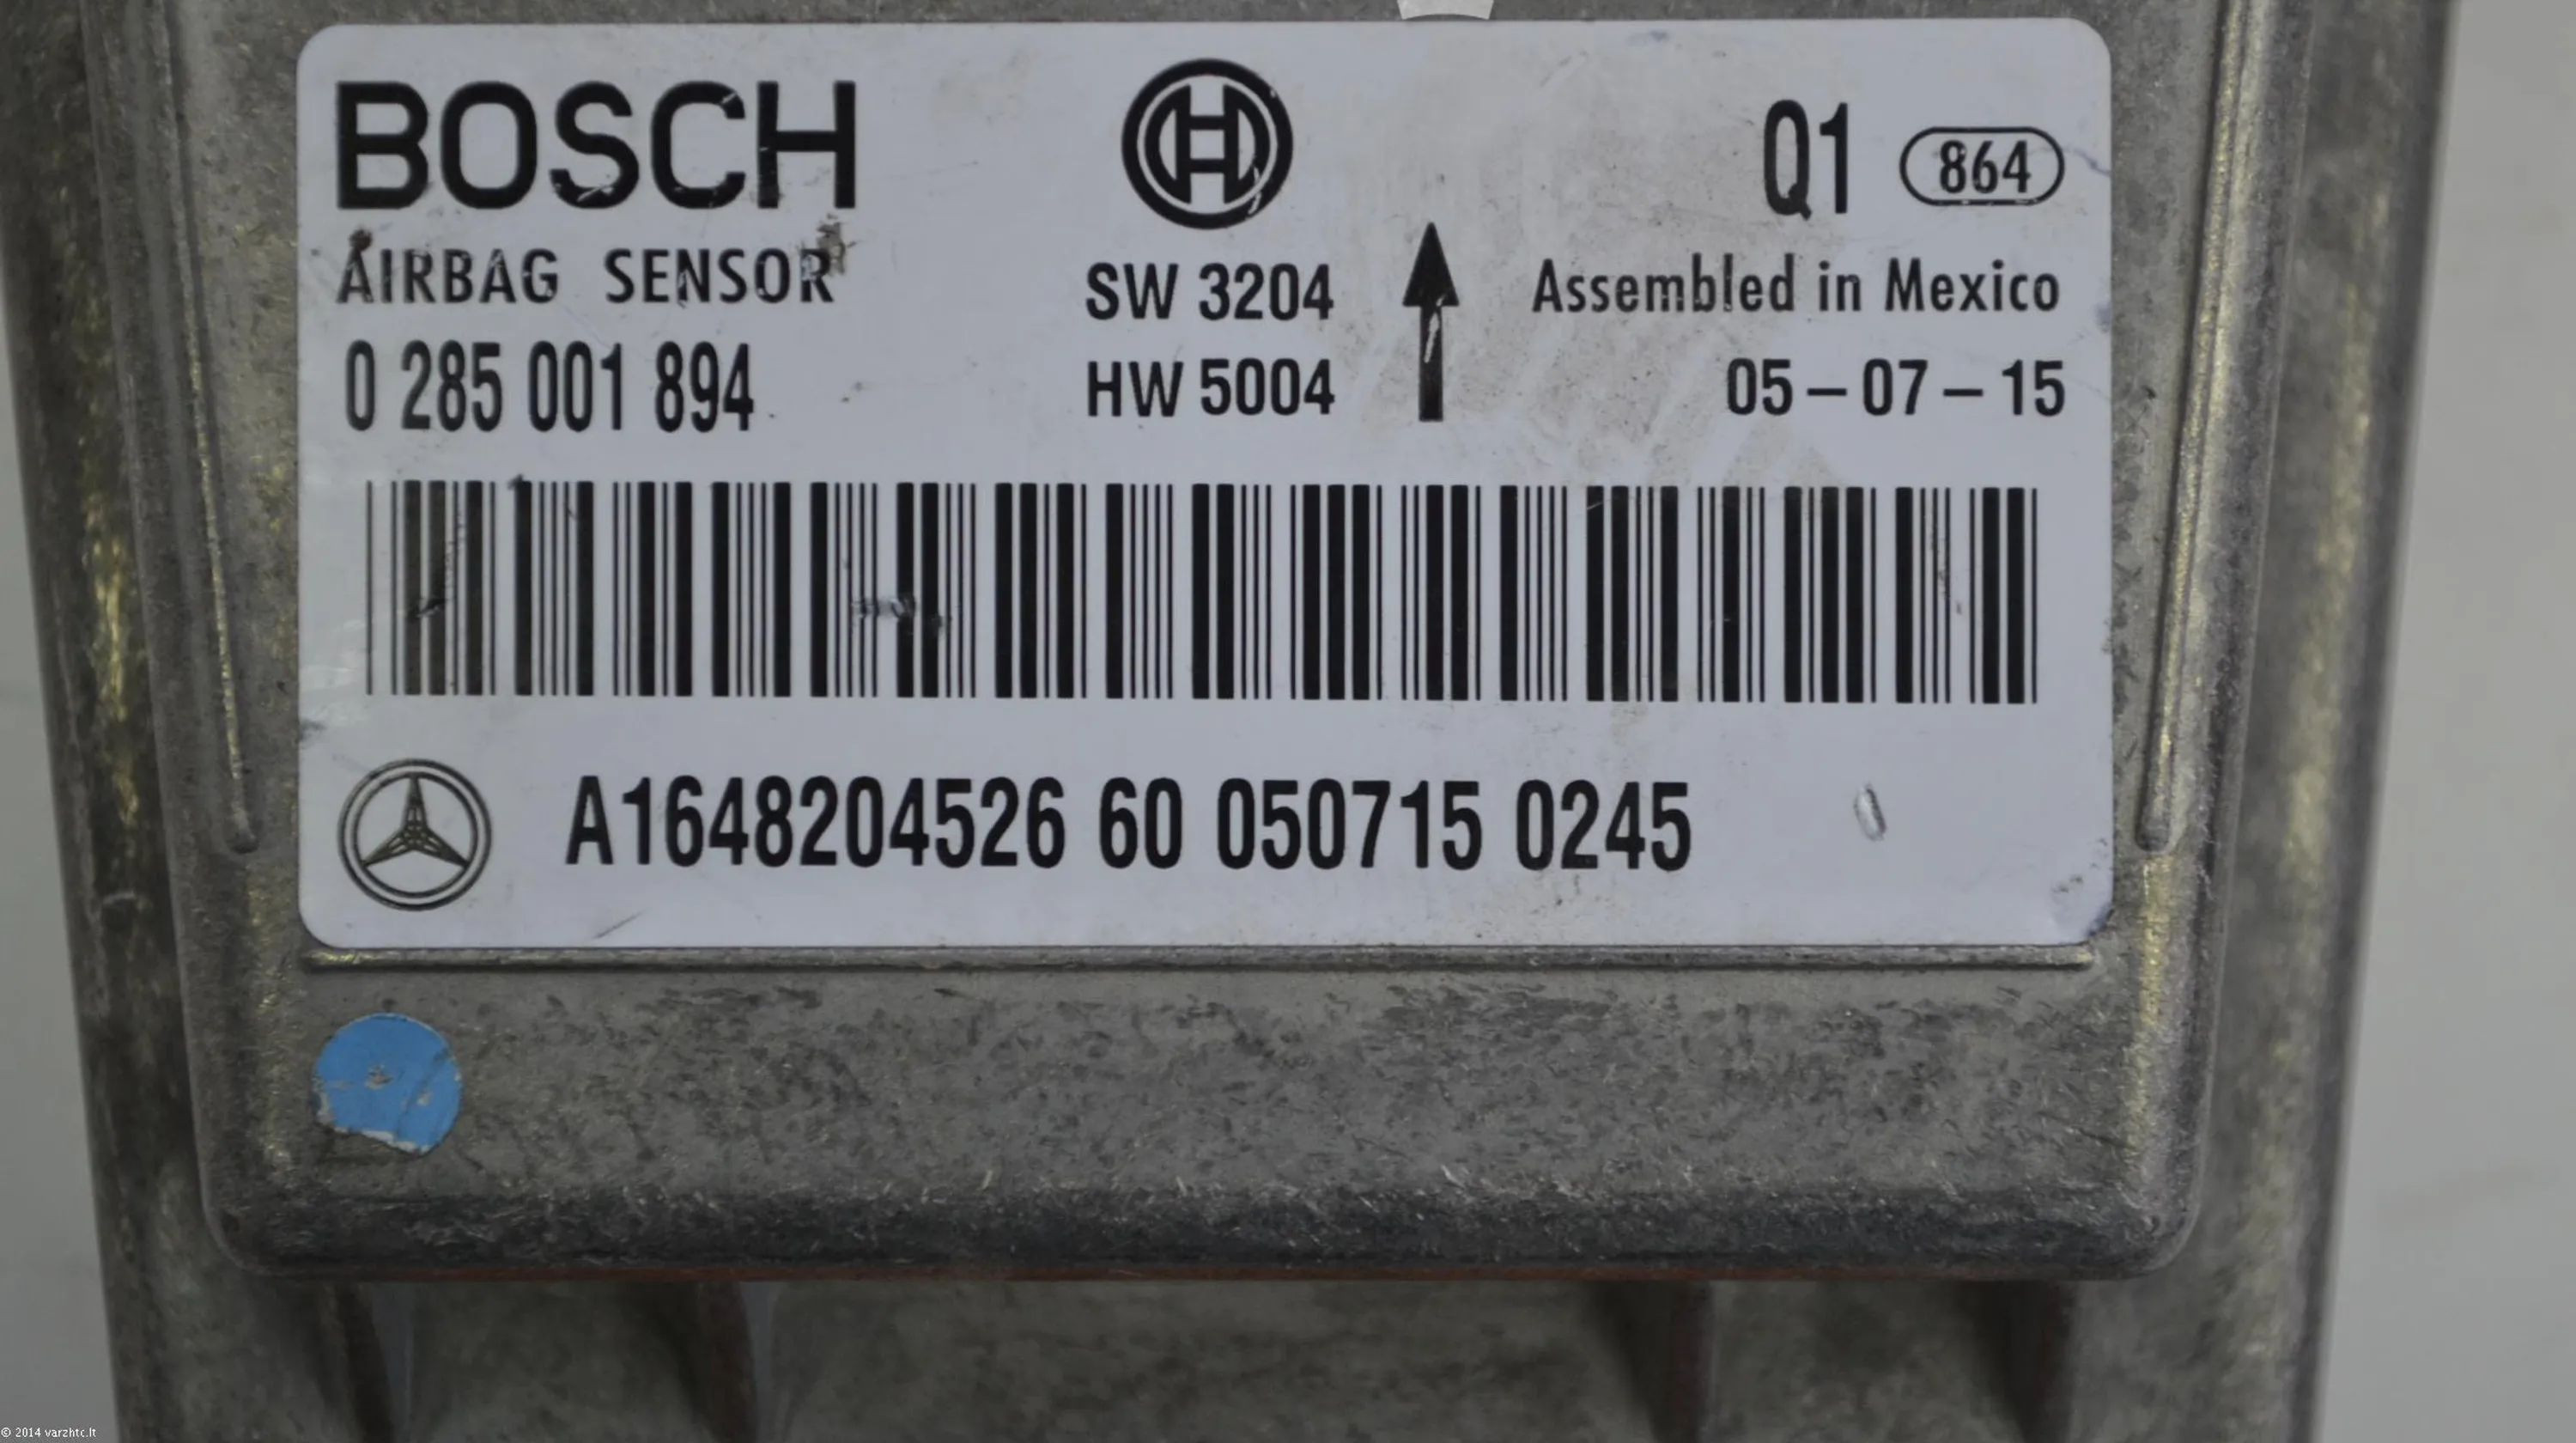 BOSCH
Q1 864
AIRBAG SENSOR
SW 3204
Assembled in Mexico
0 285 001 894
HW 5004
05-07-15
A1648204526 60 050715 0245
© 2014 varzhtc.lt